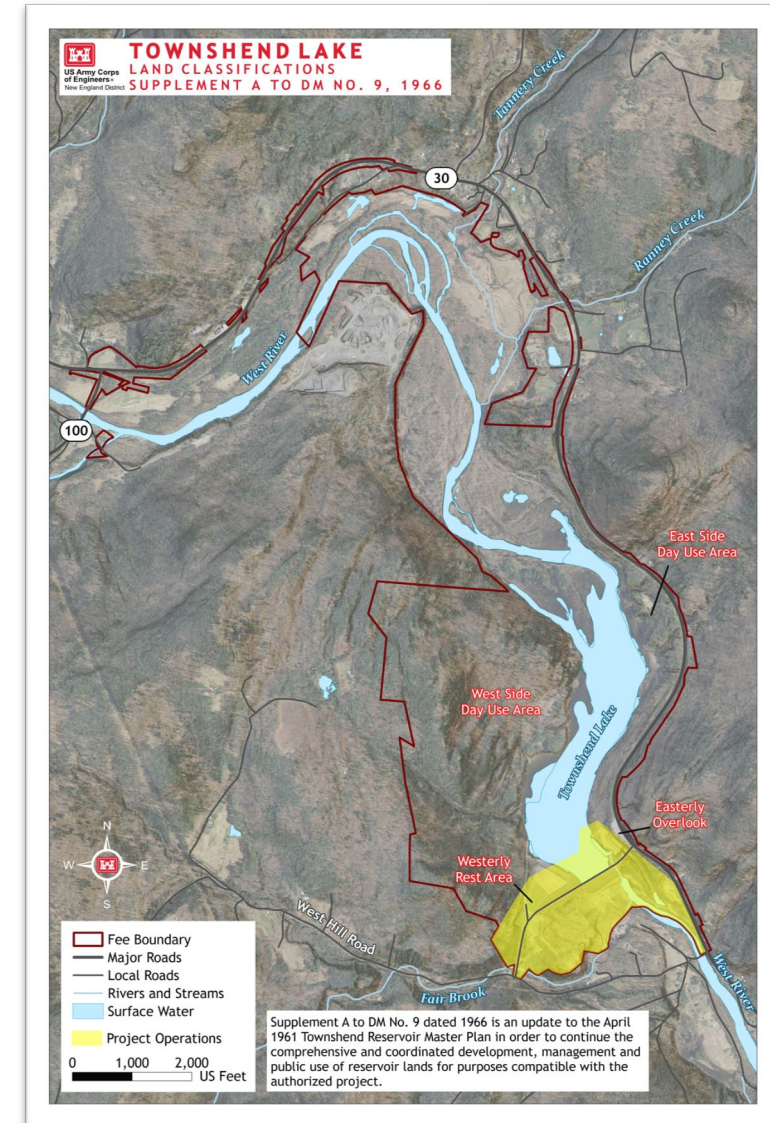 TOWNSHEND LAKE
LAND CLASSIFICATIONS
SUPPLEMENT A TO DM NO. 9, 1966
US Army Corps
of Engineers®
New England District
Tannery Creek
30
Ranney Creek
West River
100
East Side
Day Use Area
West Side
Day Use Area
Townshend Lake
Easterly
Overlook
Westerly
Rest Area
N
W
E
S
West Hill Road
West River
Fair Brook
Fee Boundary
Major Roads
Local Roads
Rivers and Streams
Surface Water
Project Operations
0 1,000 2,000
US Feet
Supplement A to DM No. 9 dated 1966 is an update to the April
1961 Townshend Reservoir Master Plan in order to continue the
comprehensive and coordinated development, management and
public use of reservoir lands for purposes compatible with the
authorized project.